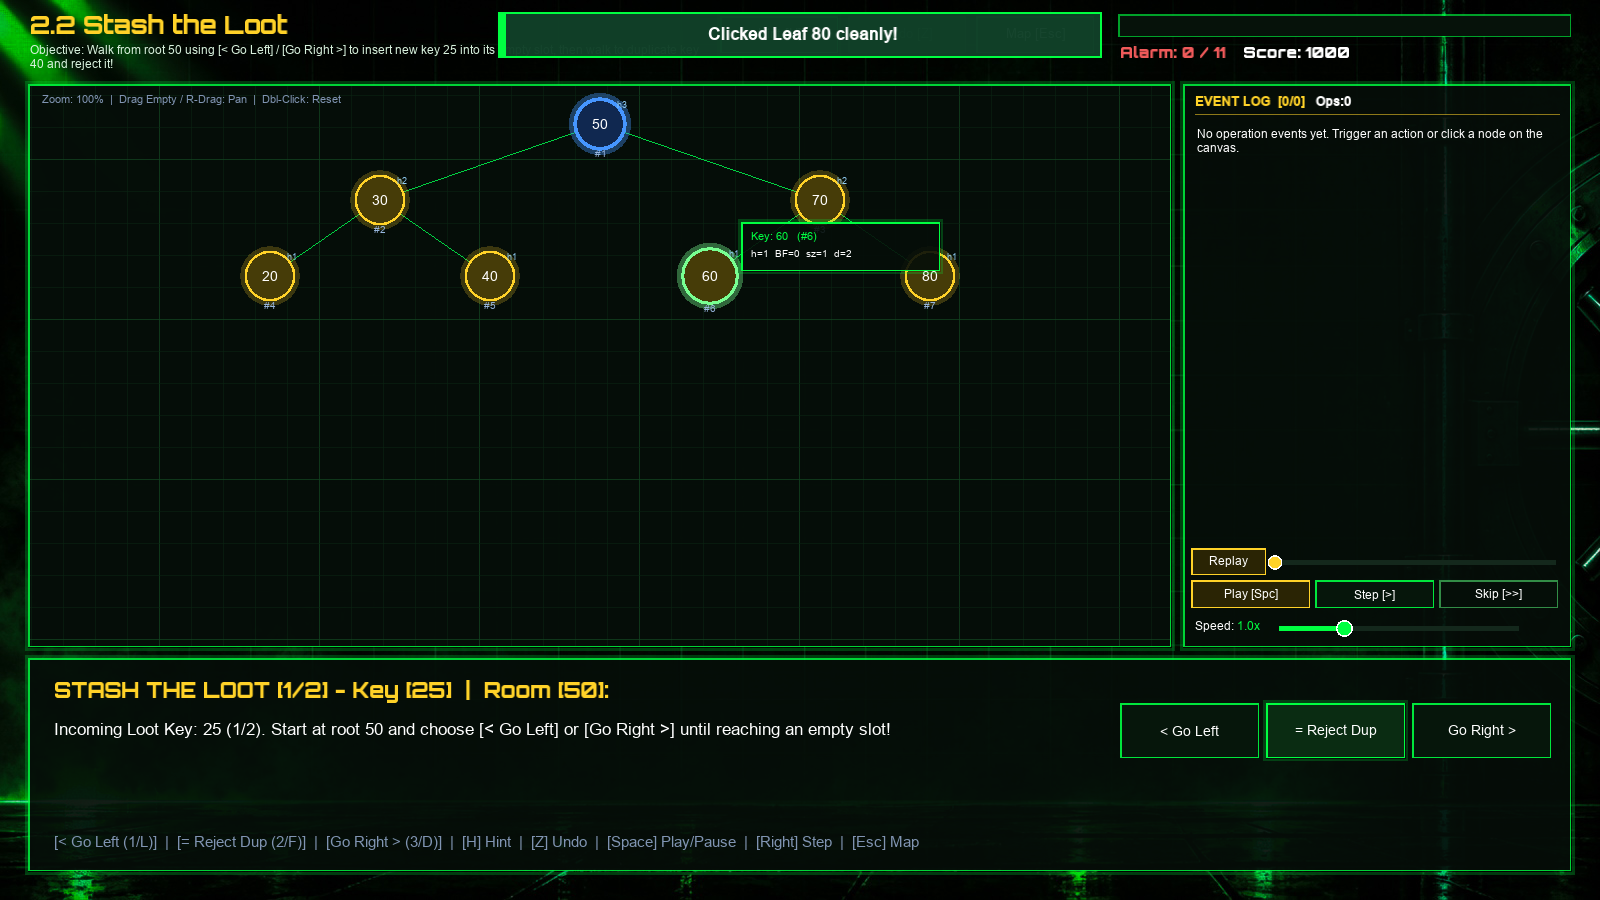 2.2 Stash the Loot
Objective: Walk from root 50 using [< Go Left] / [Go Right >] to insert new key 25 into its
40 and reject it!
Clicked Leaf 80 cleanly!
Alarm: 0 / 11 Score: 1000
Zoom: 100% | Drag Empty / R-Drag: Pan | Dbl-Click: Reset
50
h3
#1
30
h2
#2
70
h2
20
h1
#4
40
h1
#5
60
#6
80
h1
#7
Key: 60 (#6)
h=1 BF=0 sz=1 d=2
EVENT LOG [0/0] Ops:0
No operation events yet. Trigger an action or click a node on the
canvas.
Replay
Play [Spc]
Step [>]
Skip [>>]
Speed: 1.0x
STASH THE LOOT [1/2] - Key [25] | Room [50]:
Incoming Loot Key: 25 (1/2). Start at root 50 and choose [< Go Left] or [Go Right >] until reaching an empty slot!
< Go Left
= Reject Dup
Go Right >
[< Go Left (1/L)] | [= Reject Dup (2/F)] | [Go Right > (3/D)] | [H] Hint | [Z] Undo | [Space] Play/Pause | [Right] Step | [Esc] Map